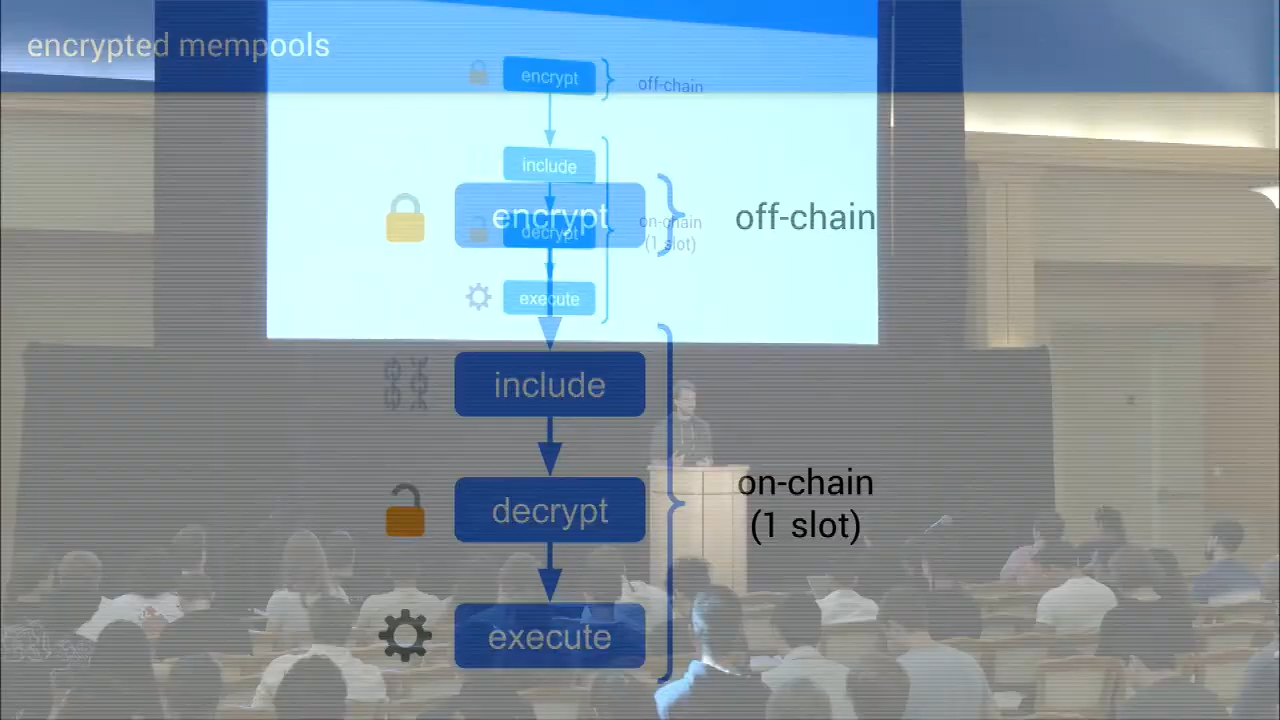 encrypted mempools
encrypt
off-chain
include
decrypt
on-chain
(1 slot)
execute
encrypt
off-chain
include
decrypt
on-chain
(1 slot)
execute